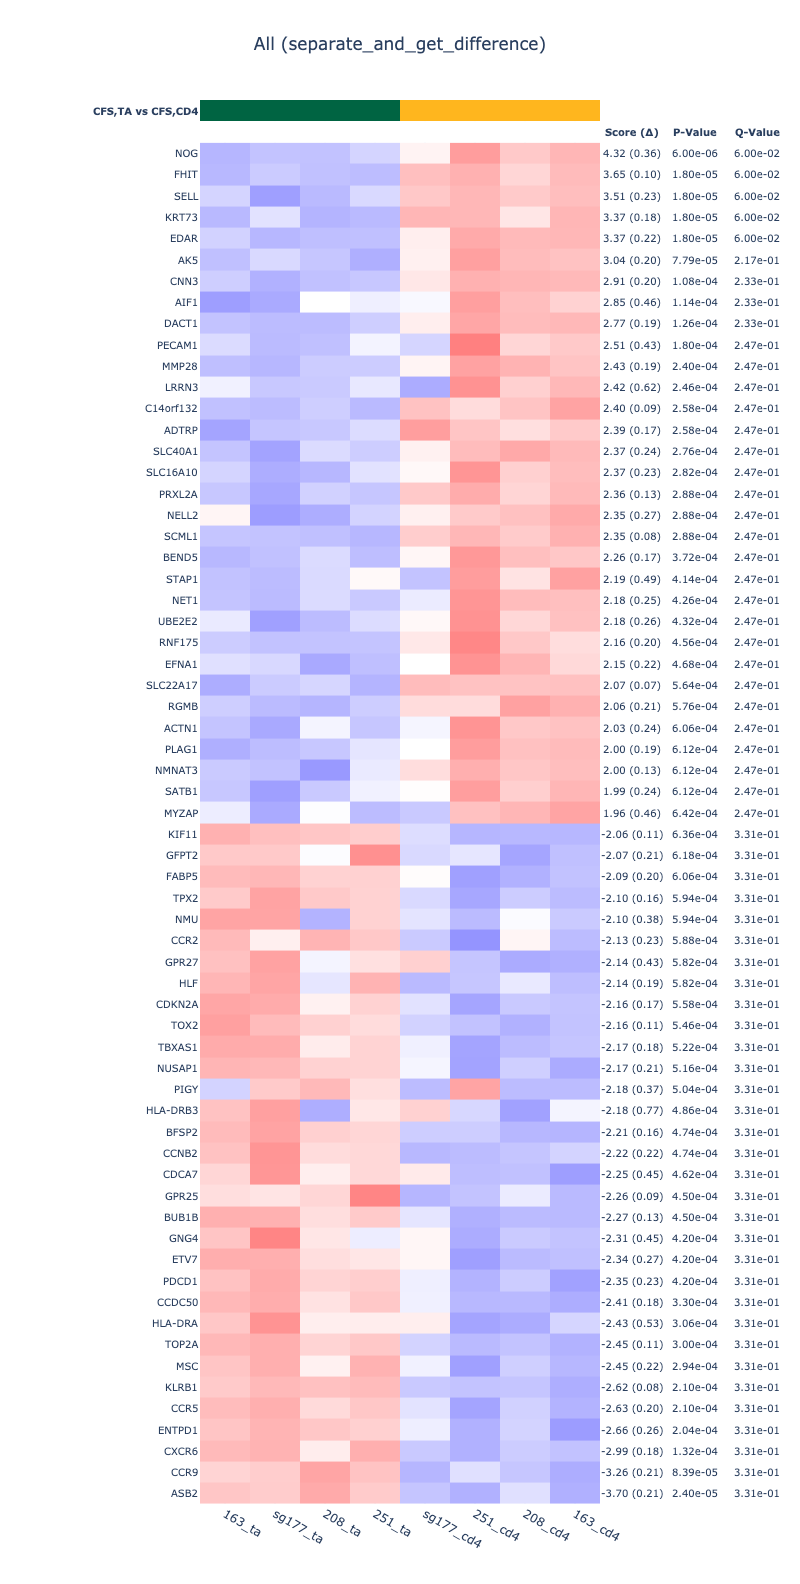 All (separate_and_get_difference)
CFS,TA vs CFS,CD4
Score (Δ) P-Value Q-Value
NOG 4.32 (0.36) 6.00e-06 6.00e-02
FHIT 3.65 (0.10) 1.80e-05 6.00e-02
SELL 3.51 (0.23) 1.80e-05 6.00e-02
KRT73 3.37 (0.18) 1.80e-05 6.00e-02
EDAR 3.37 (0.22) 1.80e-05 6.00e-02
AK5 3.04 (0.20) 7.79e-05 2.17e-01
CNN3 2.91 (0.20) 1.08e-04 2.33e-01
AIF1 2.85 (0.46) 1.14e-04 2.33e-01
DACT1 2.77 (0.19) 1.26e-04 2.33e-01
PECAM1 2.51 (0.43) 1.80e-04 2.47e-01
MMP28 2.43 (0.19) 2.40e-04 2.47e-01
LRRN3 2.42 (0.62) 2.46e-04 2.47e-01
C14orf132 2.40 (0.09) 2.58e-04 2.47e-01
ADTRP 2.39 (0.17) 2.58e-04 2.47e-01
SLC40A1 2.37 (0.24) 2.76e-04 2.47e-01
SLC16A10 2.37 (0.23) 2.82e-04 2.47e-01
PRXL2A 2.36 (0.13) 2.88e-04 2.47e-01
NELL2 2.35 (0.27) 2.88e-04 2.47e-01
SCML1 2.35 (0.08) 2.88e-04 2.47e-01
BEND5 2.26 (0.17) 3.72e-04 2.47e-01
STAP1 2.19 (0.49) 4.14e-04 2.47e-01
NET1 2.18 (0.25) 4.26e-04 2.47e-01
UBE2E2 2.18 (0.26) 4.32e-04 2.47e-01
RNF175 2.16 (0.20) 4.56e-04 2.47e-01
EFNA1 2.15 (0.22) 4.68e-04 2.47e-01
SLC22A17 2.07 (0.07) 5.64e-04 2.47e-01
RGMB 2.06 (0.21) 5.76e-04 2.47e-01
ACTN1 2.03 (0.24) 6.06e-04 2.47e-01
PLAG1 2.00 (0.19) 6.12e-04 2.47e-01
NMNAT3 2.00 (0.13) 6.12e-04 2.47e-01
SATB1 1.99 (0.24) 6.12e-04 2.47e-01
MYZAP 1.96 (0.46) 6.42e-04 2.47e-01
KIF11 -2.06 (0.11) 6.36e-04 3.31e-01
GFPT2 -2.07 (0.21) 6.18e-04 3.31e-01
FABP5 -2.09 (0.20) 6.06e-04 3.31e-01
TPX2 -2.10 (0.16) 5.94e-04 3.31e-01
NMU -2.10 (0.38) 5.94e-04 3.31e-01
CCR2 -2.13 (0.23) 5.88e-04 3.31e-01
GPR27 -2.14 (0.43) 5.82e-04 3.31e-01
HLF -2.14 (0.19) 5.82e-04 3.31e-01
CDKN2A -2.16 (0.17) 5.58e-04 3.31e-01
TOX2 -2.16 (0.11) 5.46e-04 3.31e-01
TBXAS1 -2.17 (0.18) 5.22e-04 3.31e-01
NUSAP1 -2.17 (0.21) 5.16e-04 3.31e-01
PIGY -2.18 (0.37) 5.04e-04 3.31e-01
HLA-DRB3 -2.18 (0.77) 4.86e-04 3.31e-01
BFSP2 -2.21 (0.16) 4.74e-04 3.31e-01
CCNB2 -2.22 (0.22) 4.74e-04 3.31e-01
CDCA7 -2.25 (0.45) 4.62e-04 3.31e-01
GPR25 -2.26 (0.09) 4.50e-04 3.31e-01
BUB1B -2.27 (0.13) 4.50e-04 3.31e-01
GNG4 -2.31 (0.45) 4.20e-04 3.31e-01
ETV7 -2.34 (0.27) 4.20e-04 3.31e-01
PDCD1 -2.35 (0.23) 4.20e-04 3.31e-01
CCDC50 -2.41 (0.18) 3.30e-04 3.31e-01
HLA-DRA -2.43 (0.53) 3.06e-04 3.31e-01
TOP2A -2.45 (0.11) 3.00e-04 3.31e-01
MSC -2.45 (0.22) 2.94e-04 3.31e-01
KLRB1 -2.62 (0.08) 2.10e-04 3.31e-01
CCR5 -2.63 (0.20) 2.10e-04 3.31e-01
ENTPD1 -2.66 (0.26) 2.04e-04 3.31e-01
CXCR6 -2.99 (0.18) 1.32e-04 3.31e-01
CCR9 -3.26 (0.21) 8.39e-05 3.31e-01
ASB2 -3.70 (0.21) 2.40e-05 3.31e-01
163_ta sg177_ta 208_ta 251_ta sg177_cd4 251_cd4 208_cd4 163_cd4